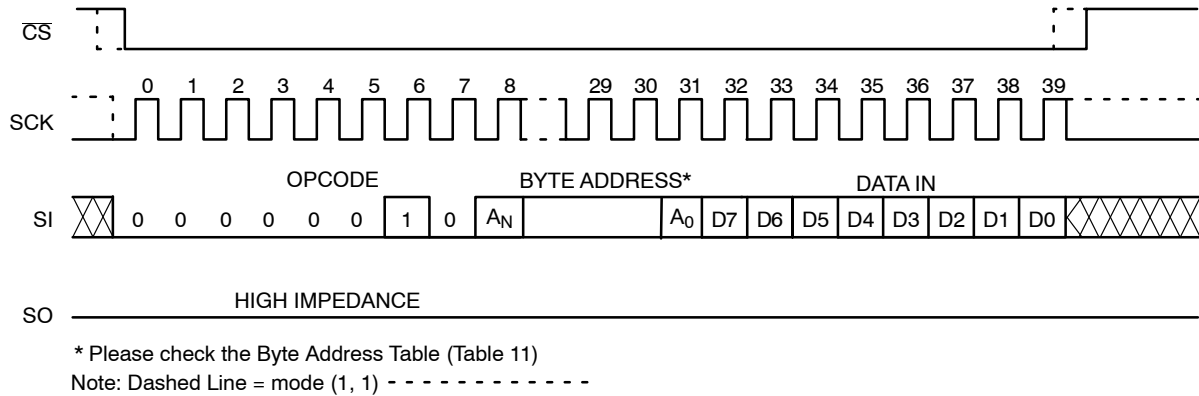 CS
0 1 2 3 4 5 6 7 8 29 30 31 32 33 34 35 36 37 38 39
SCK
OPCODE BYTE ADDRESS* DATA IN
SI 0 0 0 0 0 0 1 0 AN A0 D7 D6 D5 D4 D3 D2 D1 D0
HIGH IMPEDANCE
SO
* Please check the Byte Address Table (Table 11)
Note: Dashed Line = mode (1, 1) - - - - - - - - - - - - -